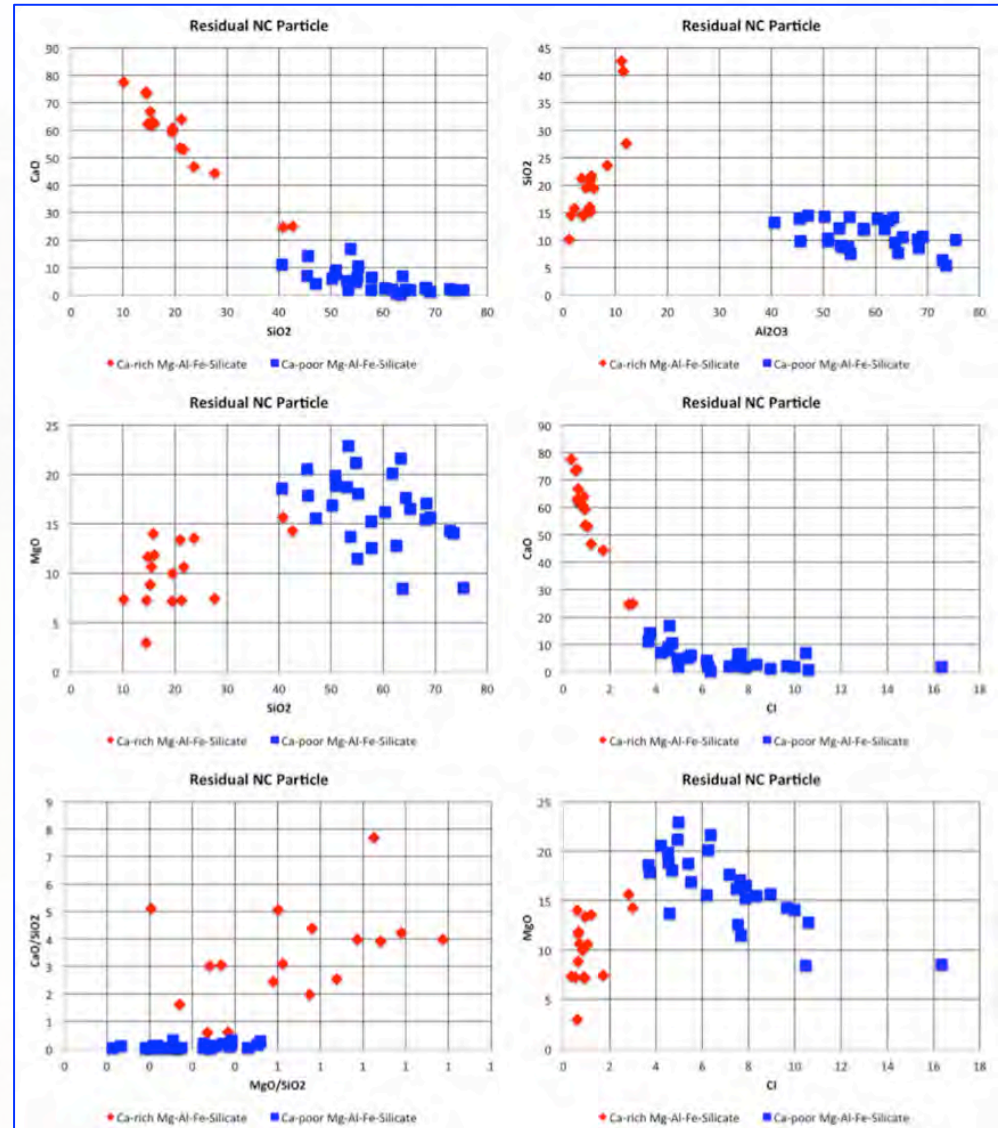 Residual NC Particle
90
80
70
60
50
40
30
20
10
0
CaO
0 10 20 30 40 50 60 70 80
SiO2
Ca-rich Mg-Al-Fe-Silicate Ca-poor Mg-Al-Fe-Silicate
Residual NC Particle
45
40
35
30
25
20
15
10
5
0
SiO2
0 10 20 30 40 50 60 70 80
Al2O3
Ca-rich Mg-Al-Fe-Silicate Ca-poor Mg-Al-Fe-Silicate
Residual NC Particle
25
20
15
10
5
0
MgO
0 10 20 30 40 50 60 70 80
SiO2
Ca-rich Mg-Al-Fe-Silicate Ca-poor Mg-Al-Fe-Silicate
Residual NC Particle
90
80
70
60
50
40
30
20
10
0
CaO
0 2 4 6 8 10 12 14 16 18
Cl
Ca-rich Mg-Al-Fe-Silicate Ca-poor Mg-Al-Fe-Silicate
Residual NC Particle
9
8
7
6
5
4
3
2
1
0
CaO/SiO2
0 0 0 0 0 1 1 1 1 1 1
MgO/SiO2
Ca-rich Mg-Al-Fe-Silicate Ca-poor Mg-Al-Fe-Silicate
Residual NC Particle
25
20
15
10
5
0
MgO
0 2 4 6 8 10 12 14 16 18
Cl
Ca-rich Mg-Al-Fe-Silicate Ca-poor Mg-Al-Fe-Silicate